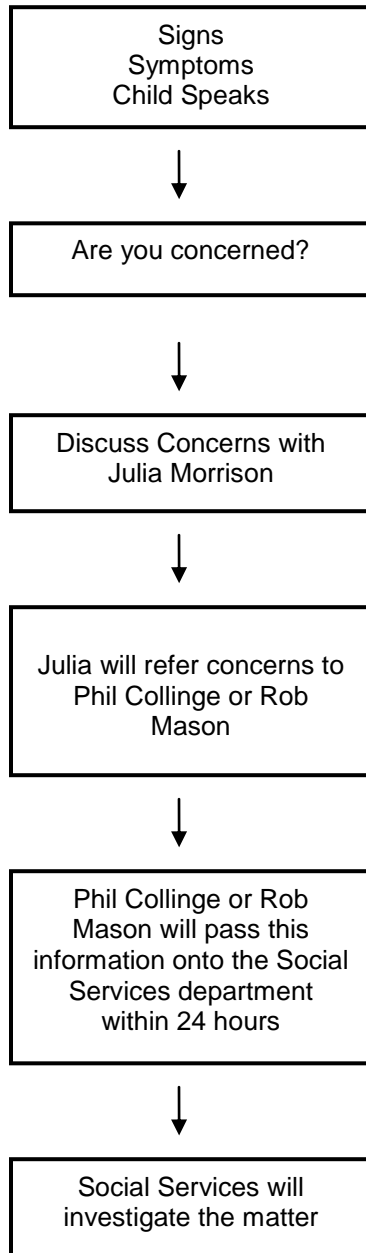 Signs
Symptoms
Child Speaks
Are you concerned?
Discuss Concerns with
Julia Morrison
Julia will refer concerns to
Phil Collinge or Rob
Mason
Phil Collinge or Rob
Mason will pass this
information onto the Social
Services department
within 24 hours
Social Services will
investigate the matter